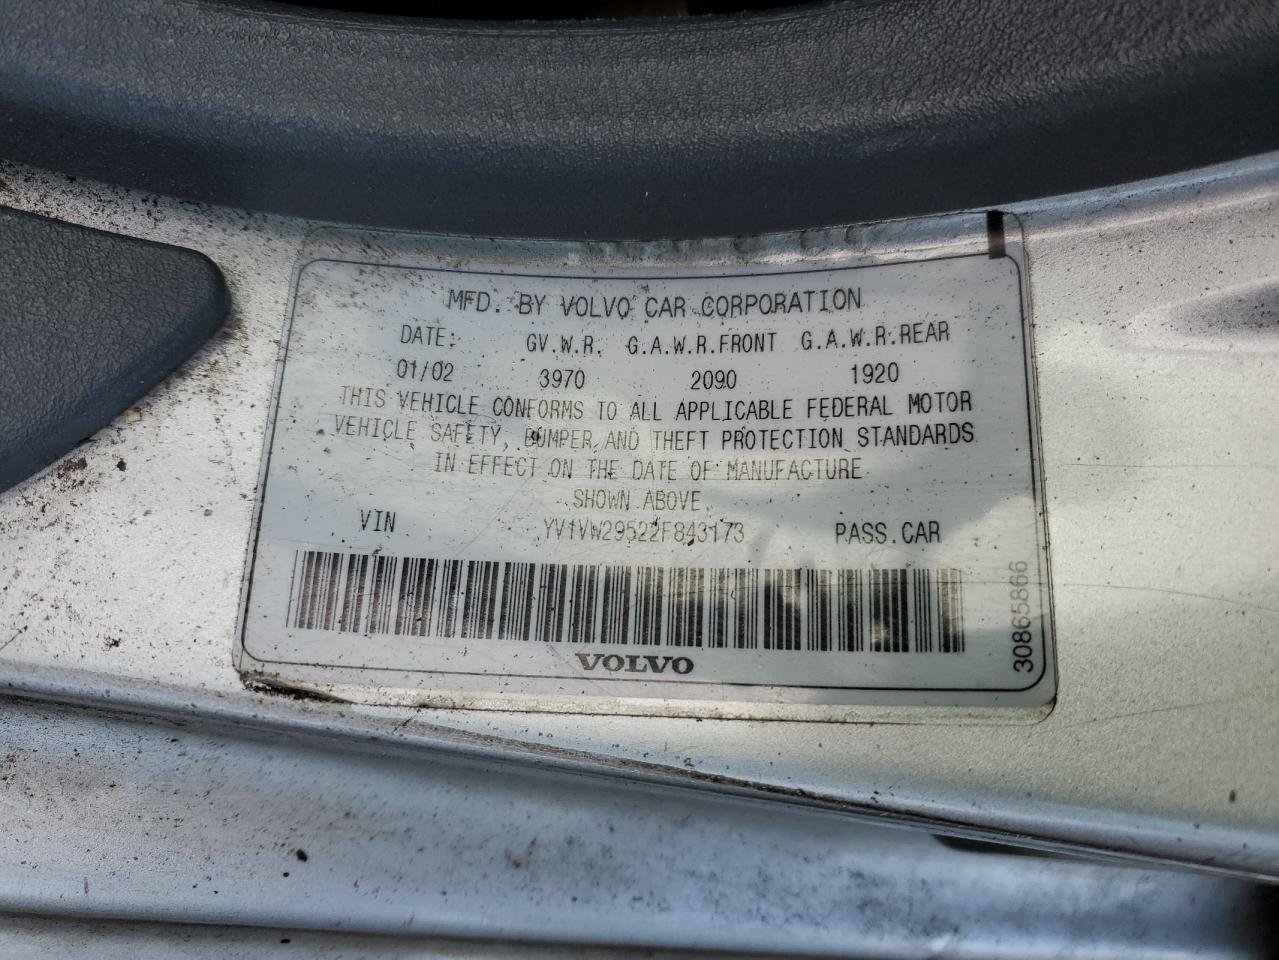 MFD. BY VOLVO CAR CORPORATION
DATE: GV.W.R. G.A.W.R.FRONT G.A.W.R.REAR
01/02 3970 2090 1920
THIS VEHICLE CONFORMS TO ALL APPLICABLE FEDERAL MOTOR
VEHICLE SAFETY, BUMPER AND THEFT PROTECTION STANDARDS
IN EFFECT ON THE DATE OF MANUFACTURE
SHOWN ABOVE.
VIN YV1VW29522F843173 PASS.CAR
VOLVO
30865866